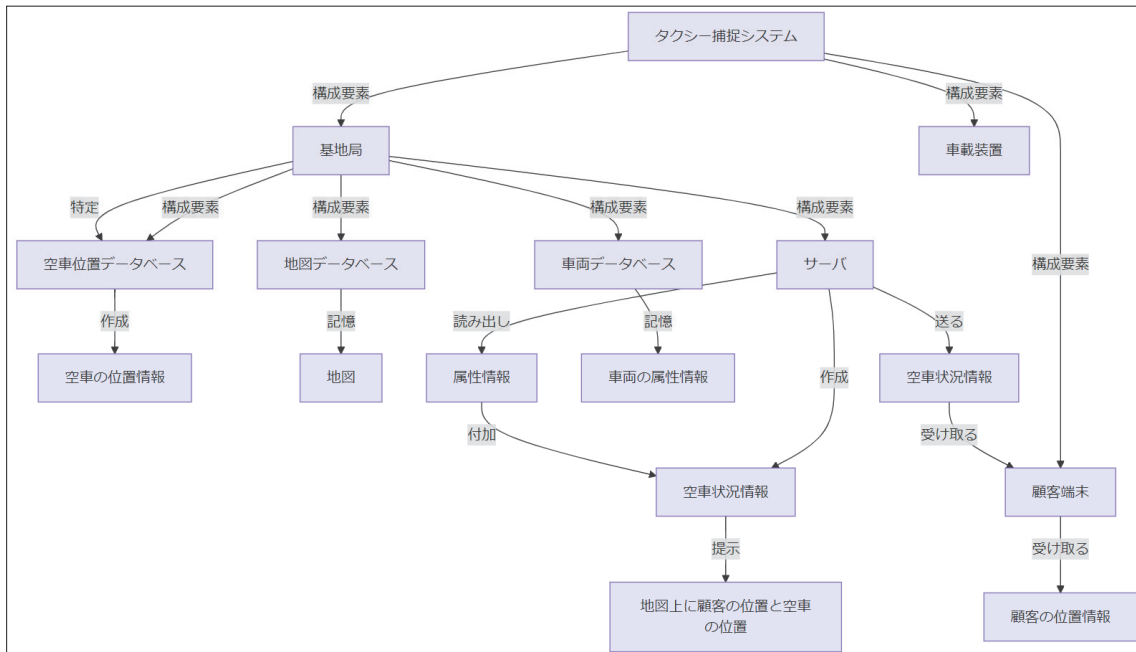 タクシー捕捉システム
構成要素
構成要素
基地局
車載装置
特定
構成要素
構成要素
構成要素
構成要素
空車位置データベース
地図データベース
車両データベース
サーバ
構成要素
作成
記憶
読み出し
記憶
送る
空車の位置情報
地図
属性情報
車両の属性情報
作成
空車状況情報
付加
受け取る
空車状況情報
顧客端末
提示
受け取る
地図上に顧客の位置と空車
の位置
顧客の位置情報